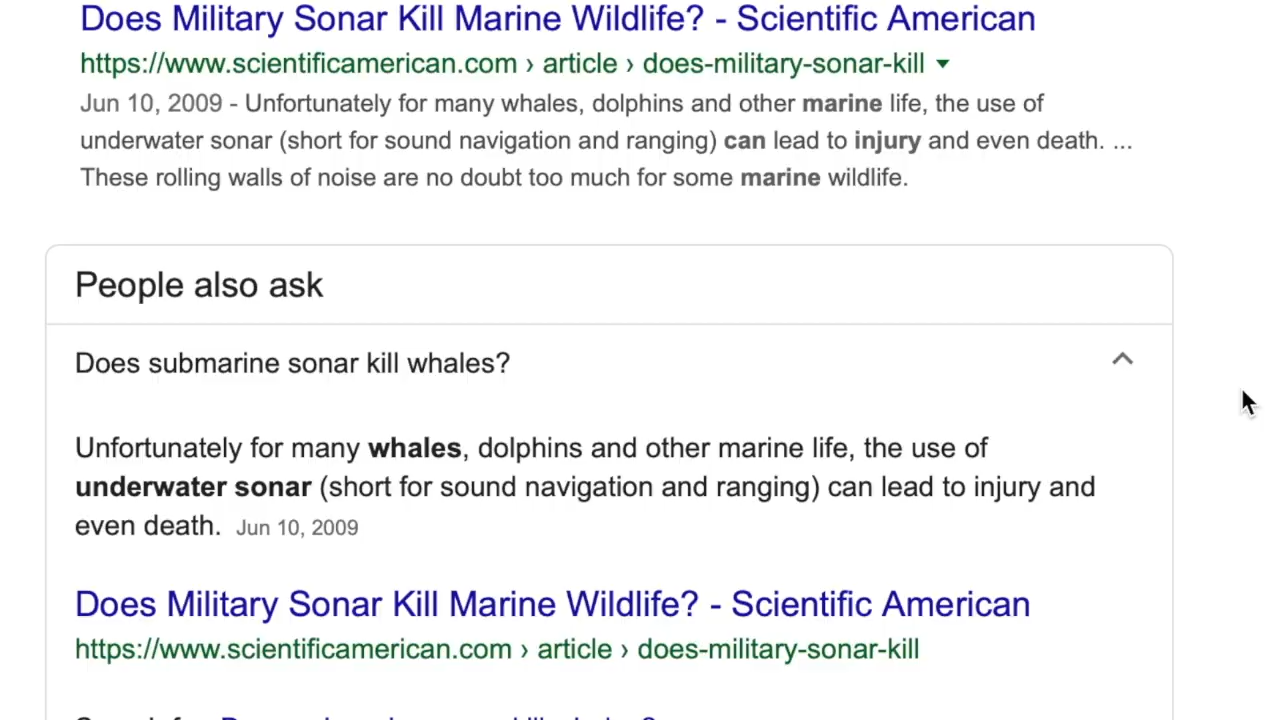 Does Military Sonar Kill Marine Wildlife? - Scientific American
https://www.scientificamerican.com › article › does-military-sonar-kill
Jun 10, 2009 - Unfortunately for many whales, dolphins and other marine life, the use of
underwater sonar (short for sound navigation and ranging) can lead to injury and even death. ...
These rolling walls of noise are no doubt too much for some marine wildlife.
People also ask
Does submarine sonar kill whales?
Unfortunately for many whales, dolphins and other marine life, the use of
underwater sonar (short for sound navigation and ranging) can lead to injury and
even death. Jun 10, 2009
Does Military Sonar Kill Marine Wildlife? - Scientific American
https://www.scientificamerican.com › article › does-military-sonar-kill